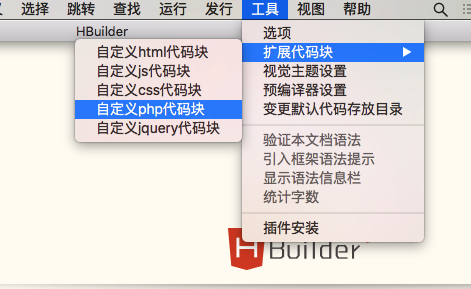 选择 跳转 查找 运行 发行 工具 视图 帮助
HBuilder
选项
扩展代码块
视觉主题设置
预编译器设置
变更默认代码存放目录
验证本文档语法
引入框架语法提示
显示语法信息栏
统计字数
插件安装
自定义html代码块
自定义js代码块
自定义css代码块
自定义php代码块
自定义jquery代码块
HBuilder